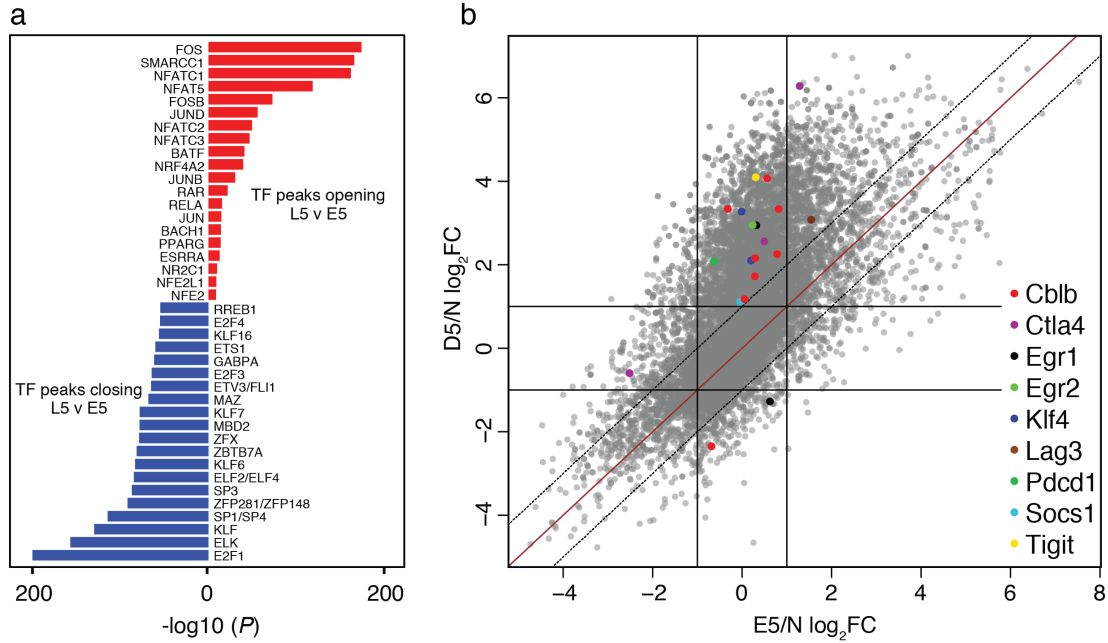 a
FOS
SMARCC1
NFATC1
NFAT5
FOSB
JUND
NFATC2
NFATC3
BATF
NRF4A2
JUNB
RAR
RELA
JUN
BACH1
PPARG
ESRRA
NR2C1
NFE2L1
NFE2
TF peaks opening
L5 v E5
RREB1
E2F4
KLF16
ETS1
GABPA
E2F3
ETV3/FLI1
MAZ
KLF7
MBD2
ZFX
ZBTB7A
KLF6
ELF2/ELF4
SP3
ZFP281/ZFP148
SP1/SP4
KLF
ELK
E2F1
TF peaks closing
L5 v E5
200 0 200
-log10 (P)
b
D5/N log2FC
6
4
2
0
−2
−4
−4 −2 0 2 4 6 8
E5/N log2FC
Cblb
Ctla4
Egr1
Egr2
Klf4
Lag3
Pdcd1
Socs1
Tigit